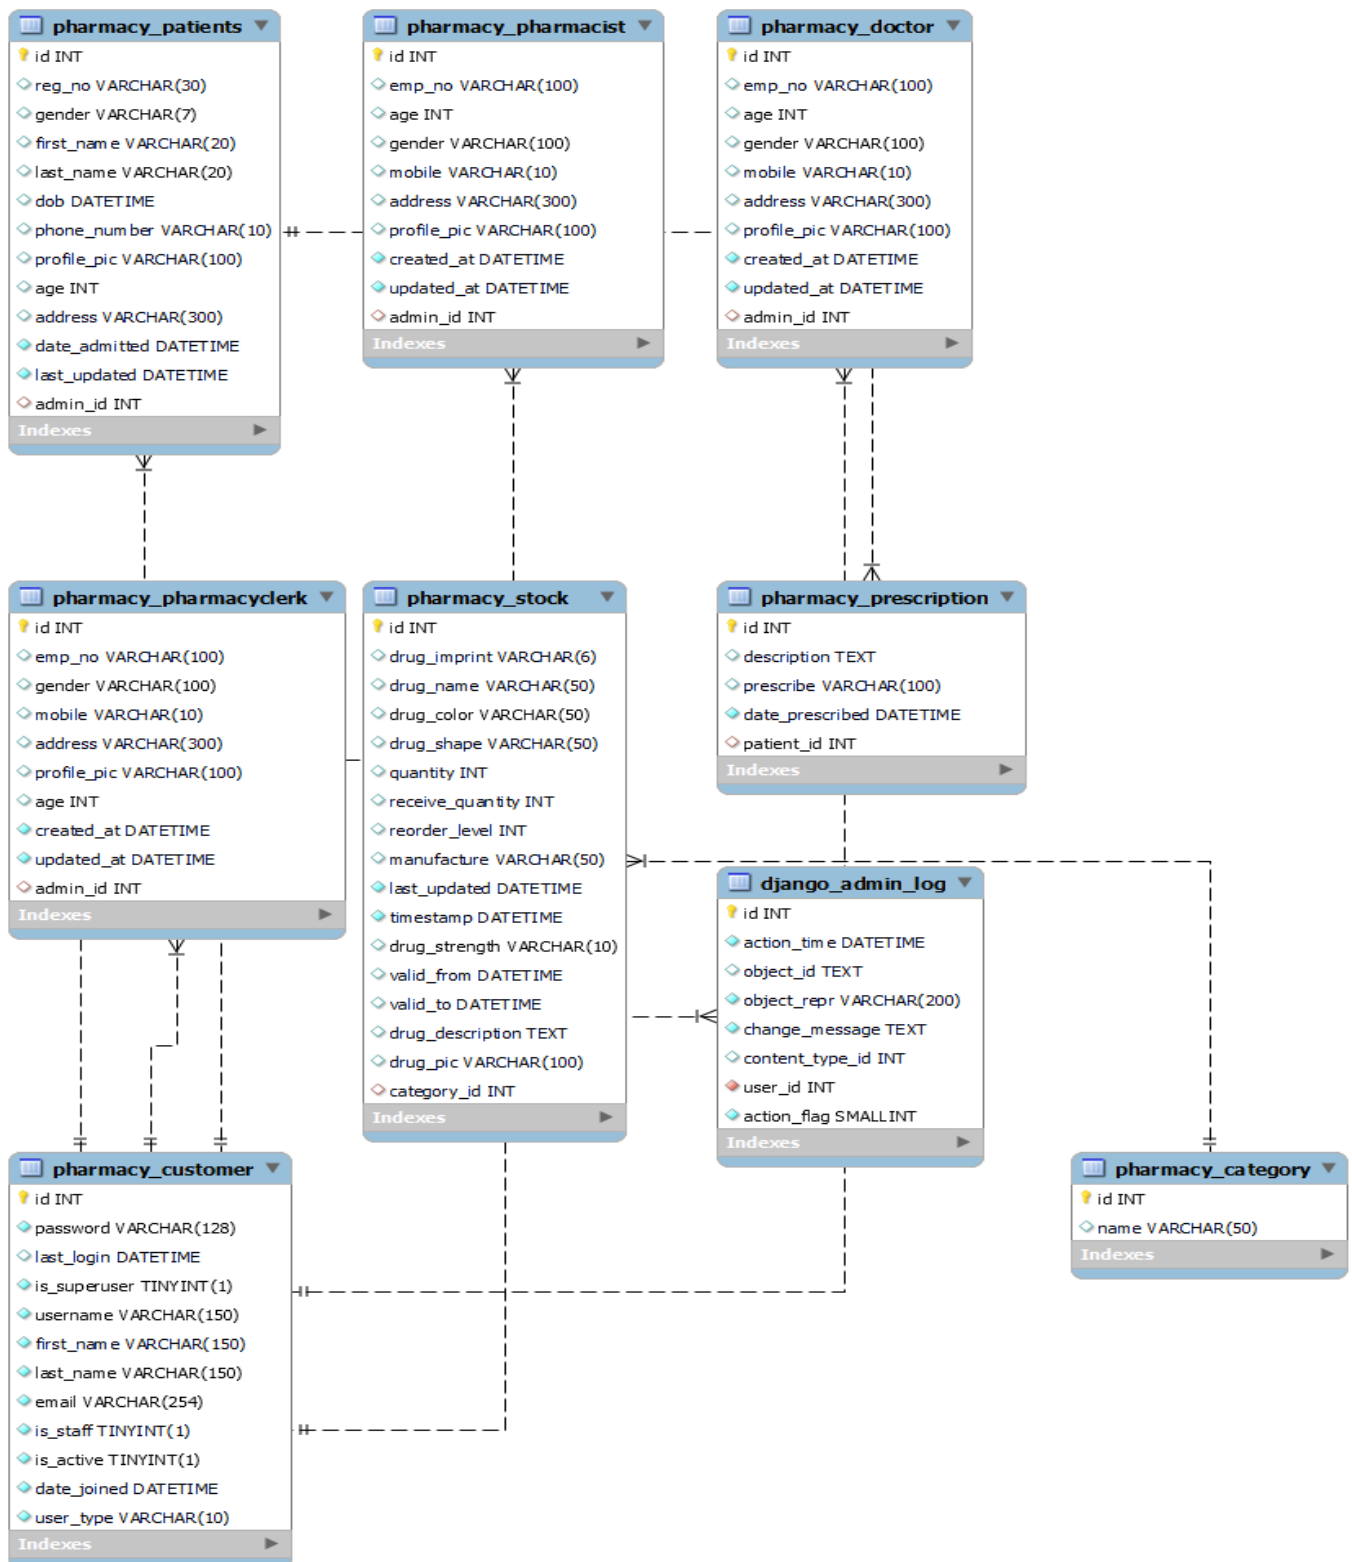 pharmacy_patients
id INT
reg_no VARCHAR(30)
gender VARCHAR(7)
first_name VARCHAR(20)
last_name VARCHAR(20)
dob DATETIME
phone_number VARCHAR(10)
profile_pic VARCHAR(100)
age INT
address VARCHAR(300)
date_admitted DATETIME
last_updated DATETIME
admin_id INT
Indexes
pharmacy_pharmacist
id INT
emp_no VARCHAR(100)
age INT
gender VARCHAR(100)
mobile VARCHAR(10)
address VARCHAR(300)
profile_pic VARCHAR(100)
created_at DATETIME
updated_at DATETIME
admin_id INT
Indexes
pharmacy_doctor
id INT
emp_no VARCHAR(100)
age INT
gender VARCHAR(100)
mobile VARCHAR(10)
address VARCHAR(300)
profile_pic VARCHAR(100)
created_at DATETIME
updated_at DATETIME
admin_id INT
Indexes
pharmacy_pharmacyclerk
id INT
emp_no VARCHAR(100)
gender VARCHAR(100)
mobile VARCHAR(10)
address VARCHAR(300)
profile_pic VARCHAR(100)
age INT
created_at DATETIME
updated_at DATETIME
admin_id INT
Indexes
pharmacy_stock
id INT
drug_imprint VARCHAR(6)
drug_name VARCHAR(50)
drug_color VARCHAR(50)
drug_shape VARCHAR(50)
quantity INT
receive_quantity INT
reorder_level INT
manufacture VARCHAR(50)
last_updated DATETIME
timestamp DATETIME
drug_strength VARCHAR(10)
valid_from DATETIME
valid_to DATETIME
drug_description TEXT
drug_pic VARCHAR(100)
category_id INT
Indexes
pharmacy_prescription
id INT
description TEXT
prescribe VARCHAR(100)
date_prescribed DATETIME
patient_id INT
Indexes
django_admin_log
id INT
action_time DATETIME
object_id TEXT
object_repr VARCHAR(200)
change_message TEXT
content_type_id INT
user_id INT
action_flag SMALLINT
Indexes
pharmacy_customer
id INT
password VARCHAR(128)
last_login DATETIME
is_superuser TINYINT(1)
username VARCHAR(150)
first_name VARCHAR(150)
last_name VARCHAR(150)
email VARCHAR(254)
is_staff TINYINT(1)
is_active TINYINT(1)
date_joined DATETIME
user_type VARCHAR(10)
Indexes
pharmacy_category
id INT
name VARCHAR(50)
Indexes